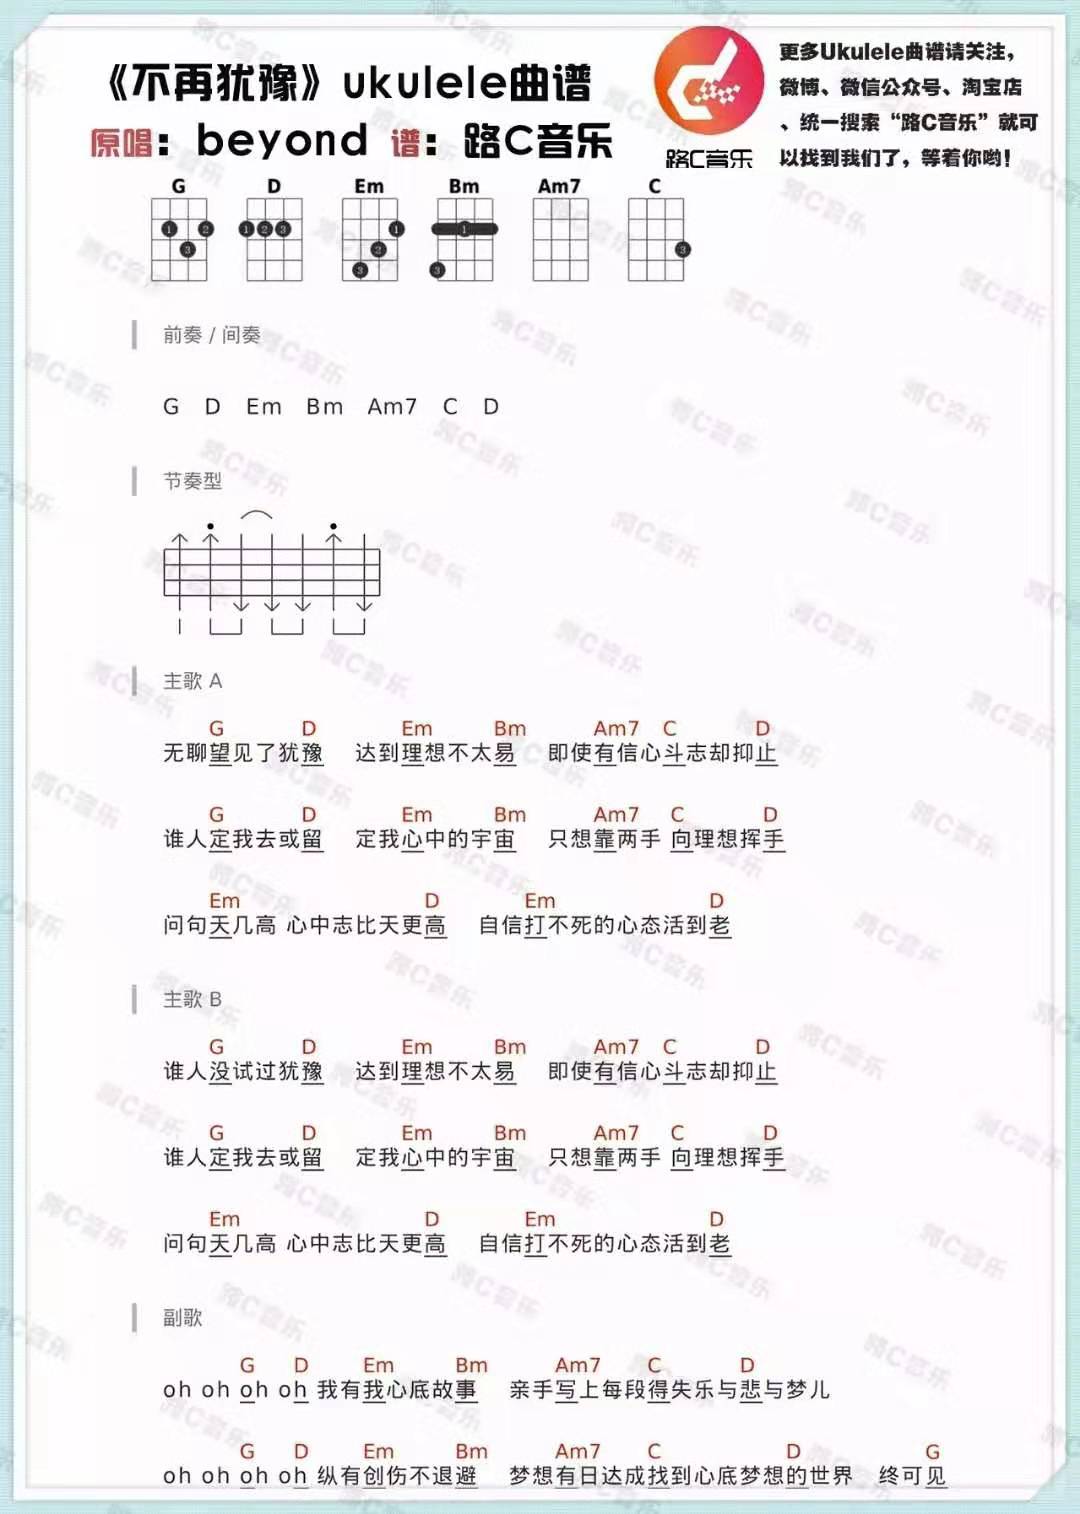 《不再犹豫》ukulele曲谱
原唱：beyond 谱：路C音乐
路C音乐
更多Ukulele曲谱请关注，
微博、微信公众号、淘宝店
、统一搜索“路C音乐”就可
以找到我们了，等着你哟！
G D Em Bm Am7 C
1 2 3 1 2 3 1 2 3 1 3 3
前奏 / 间奏
G D Em Bm Am7 C D
节奏型
主歌 A
G D Em Bm Am7 C D
无聊望见了犹豫 达到理想不太易 即使有信心斗志却抑止
G D Em Bm Am7 C D
谁人定我去或留 定我心中的宇宙 只想靠两手 向理想挥手
Em D Em D
问句天几高 心中志比天更高 自信打不死的心态活到老
主歌 B
G D Em Bm Am7 C D
谁人没试过犹豫 达到理想不太易 即使有信心斗志却抑止
G D Em Bm Am7 C D
谁人定我去或留 定我心中的宇宙 只想靠两手 向理想挥手
Em D Em D
问句天几高 心中志比天更高 自信打不死的心态活到老
副歌
G D Em Bm Am7 C D
oh oh oh oh 我有我心底故事 亲手写上每段得失乐与悲与梦儿
G D Em Bm Am7 C D G
oh oh oh oh 纵有创伤不退避 梦想有日达成找到心底梦想的世界 终可见